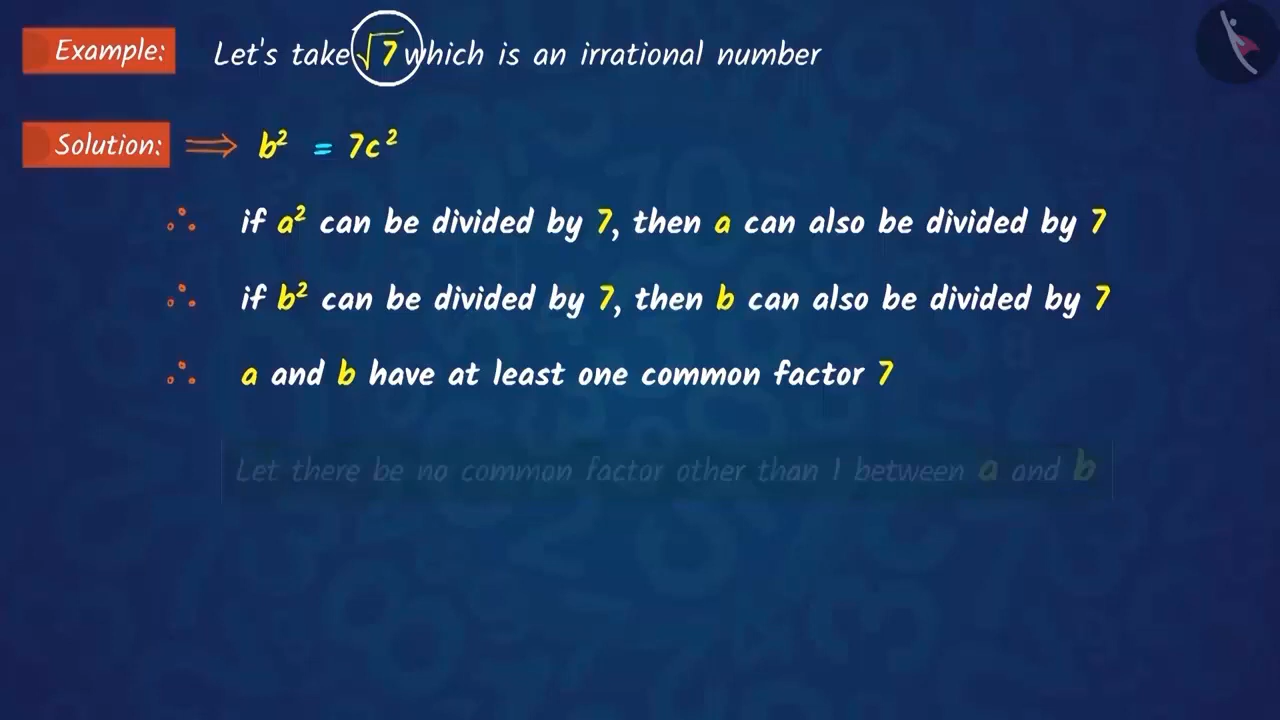 Example: Let's take √7 which is an irrational number
Solution: ⟹ b² = 7c²
∴ if a² can be divided by 7, then a can also be divided by 7
∴ if b² can be divided by 7, then b can also be divided by 7
∴ a and b have at least one common factor 7
Let there be no common factor other than 1 between a and b